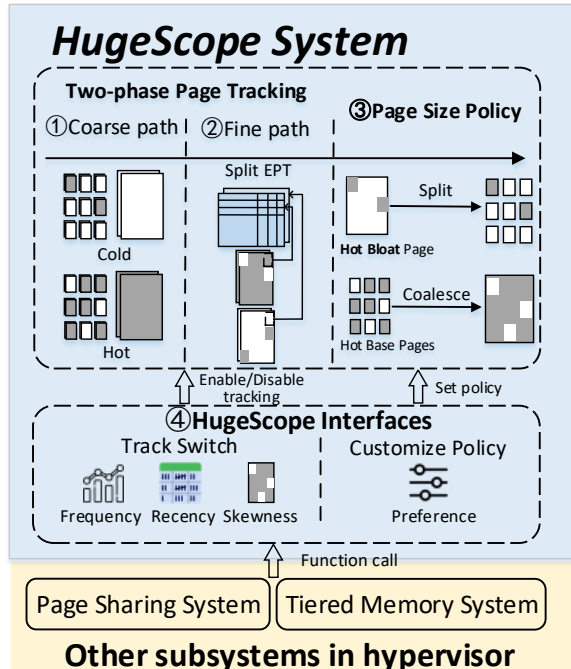 HugeScope System
Two-phase Page Tracking
①Coarse path
②Fine path
③Page Size Policy
Split EPT
Cold
Hot
Split
Hot Bloat Page
Coalesce
Hot Base Pages
Enable/Disable
tracking
Set policy
④HugeScope Interfaces
Track Switch
Customize Policy
Frequency
Recency
Skewness
Preference
Function call
Page Sharing System
Tiered Memory System
Other subsystems in hypervisor